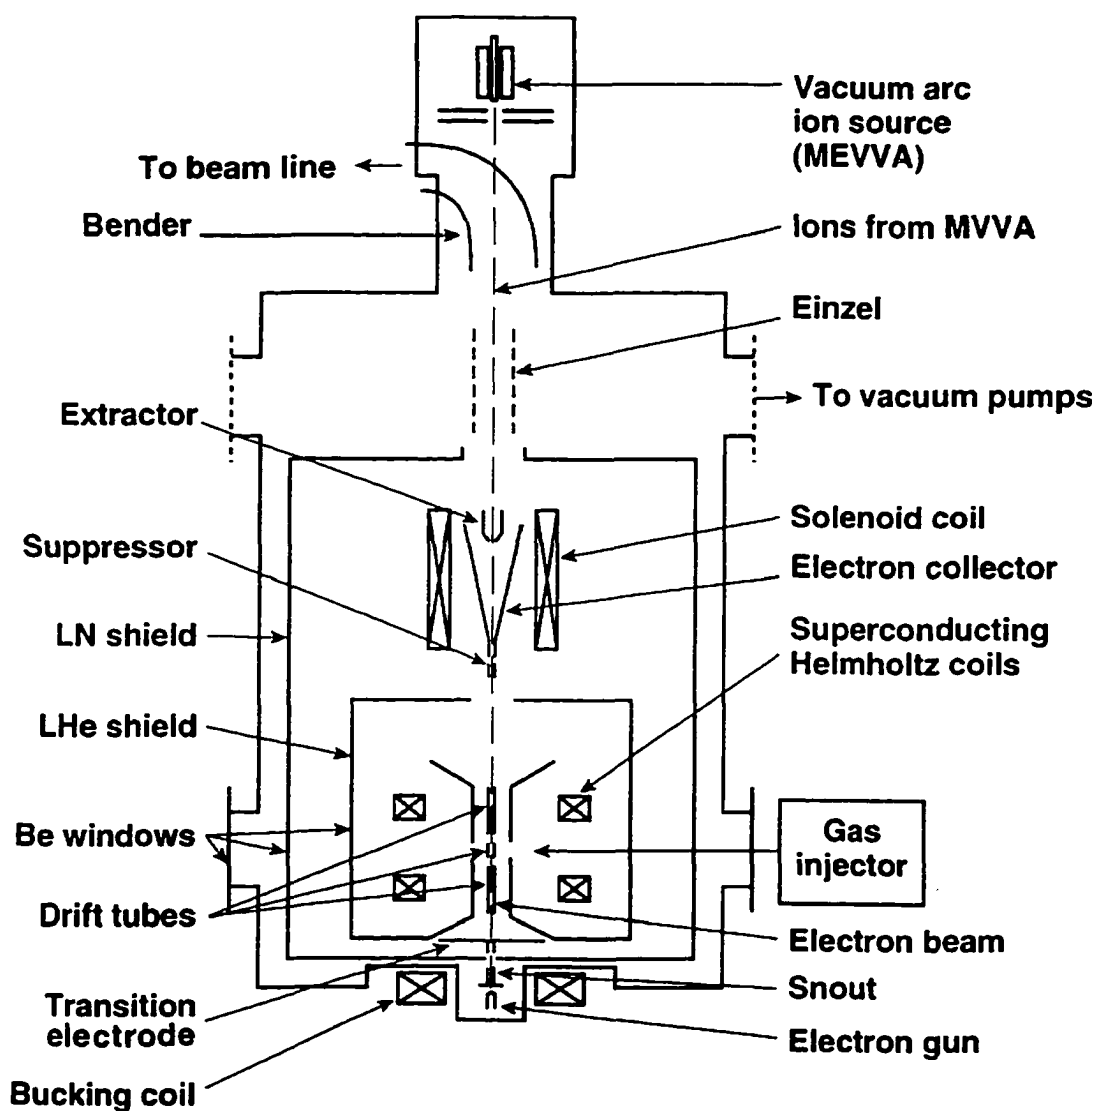 Vacuum arc
ion source
(MEVVA)
To beam line
Bender
Ions from MVVA
Einzel
To vacuum pumps
Extractor
Solenoid coil
Suppressor
Electron collector
LN shield
Superconducting
Helmholtz coils
LHe shield
Be windows
Gas
injector
Drift tubes
Electron beam
Snout
Transition
electrode
Electron gun
Bucking coil